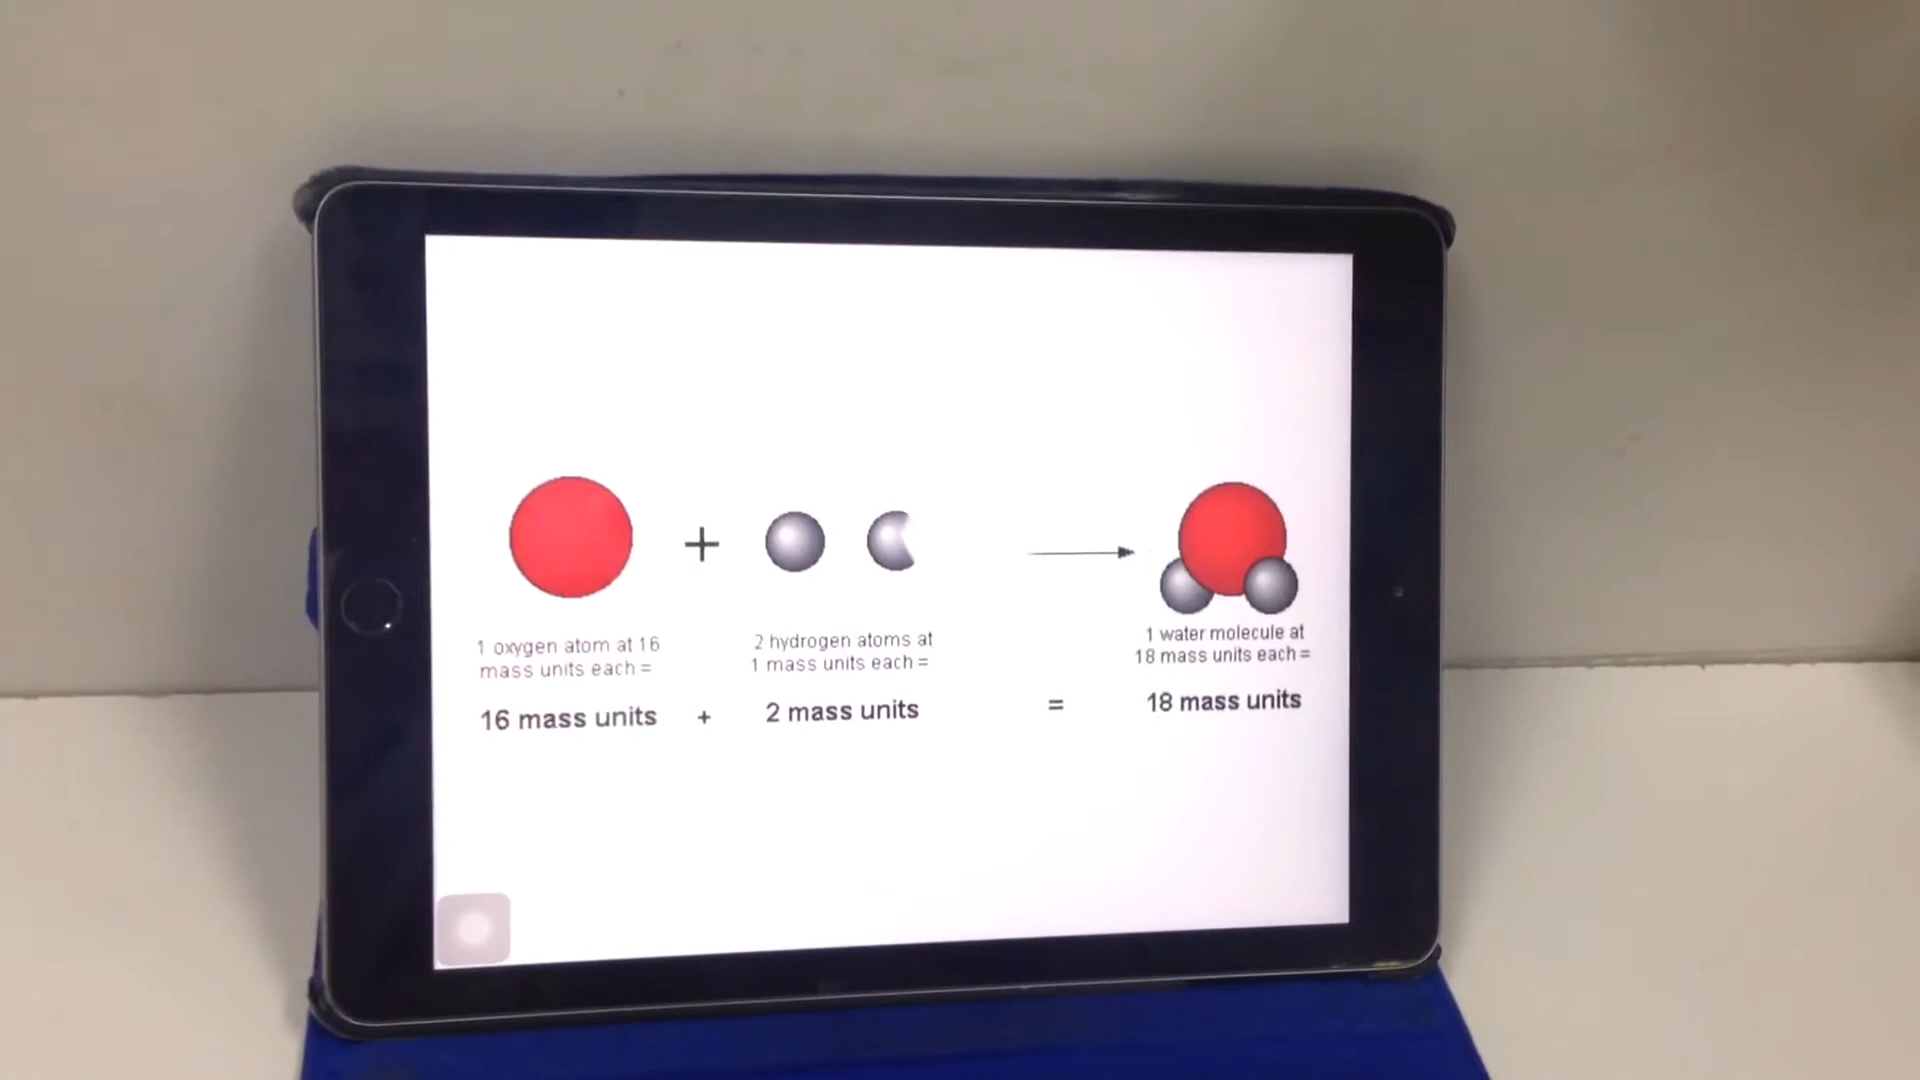 +
1 oxygen atom at 16
mass units each =
2 hydrogen atoms at
1 mass units each =
1 water molecule at
18 mass units each =
16 mass units + 2 mass units = 18 mass units